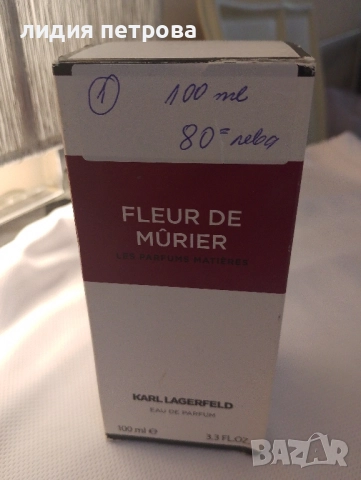 лидия петрова
1 100 ml
80= лева
FLEUR DE
MÛRIER
LES PARFUMS MATIÈRES
KARL LAGERFELD
EAU DE PARFUM
100 ml e 3.3 FL.OZ
BAZAR